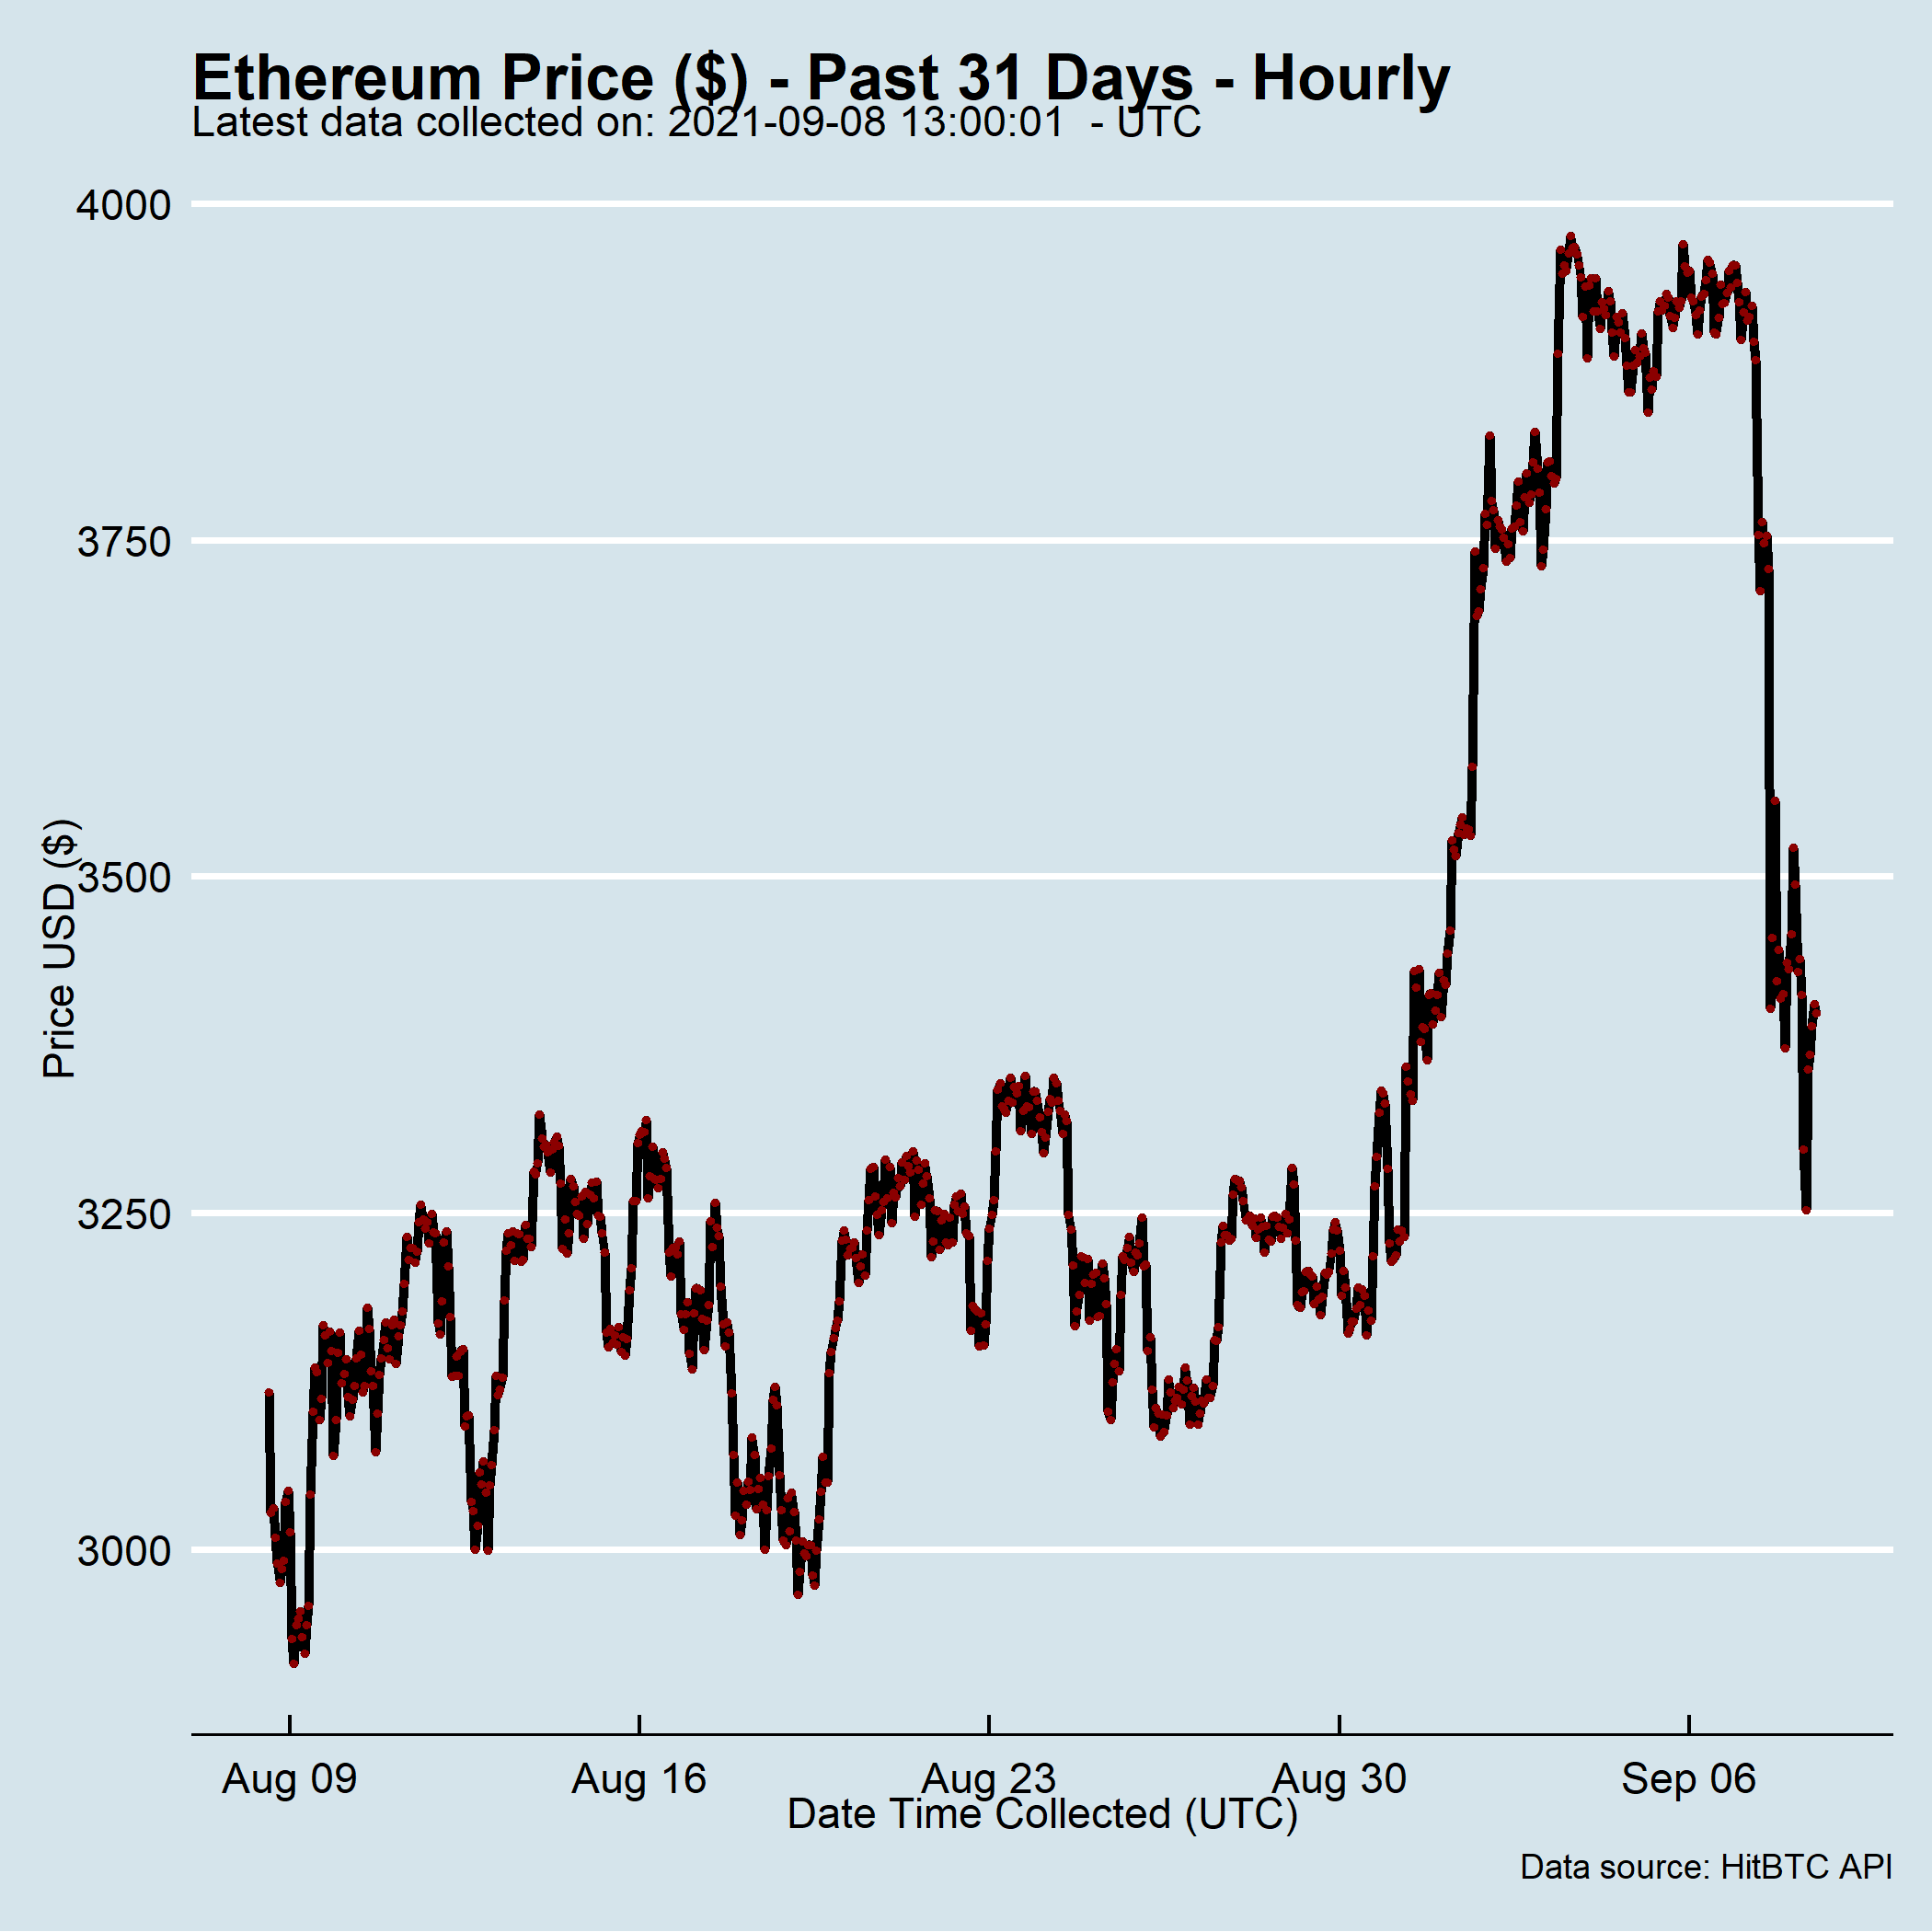 Ethereum Price ($) - Past 31 Days - Hourly
Latest data collected on: 2021-09-08 13:00:01  - UTC
4000
3750
3500
3250
3000
Price USD ($)
Aug 09
Aug 16
Aug 23
Aug 30
Sep 06
Date Time Collected (UTC)
Data source: HitBTC API